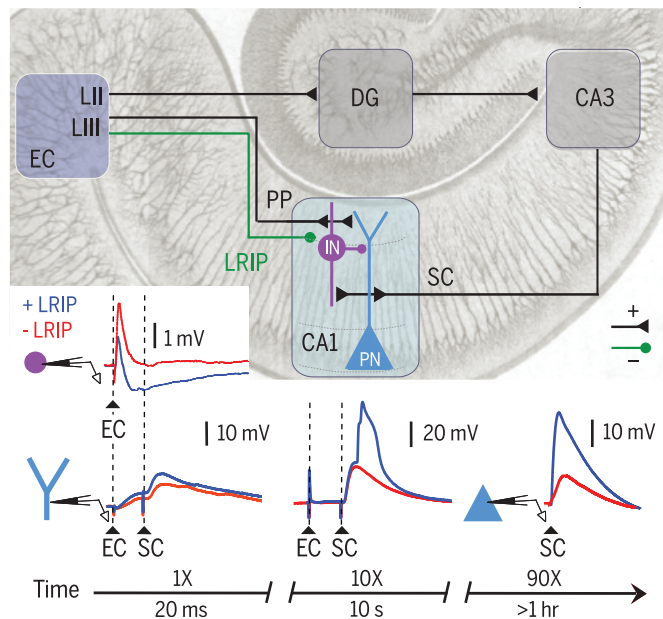 LII
DG
CA3
LIII
EC
PP
IN
LRIP
SC
+ LRIP
- LRIP
1 mV
CA1
PN
+
–
EC
10 mV
20 mV
10 mV
EC
SC
EC
SC
SC
Time
1X
10X
90X
20 ms
10 s
>1 hr